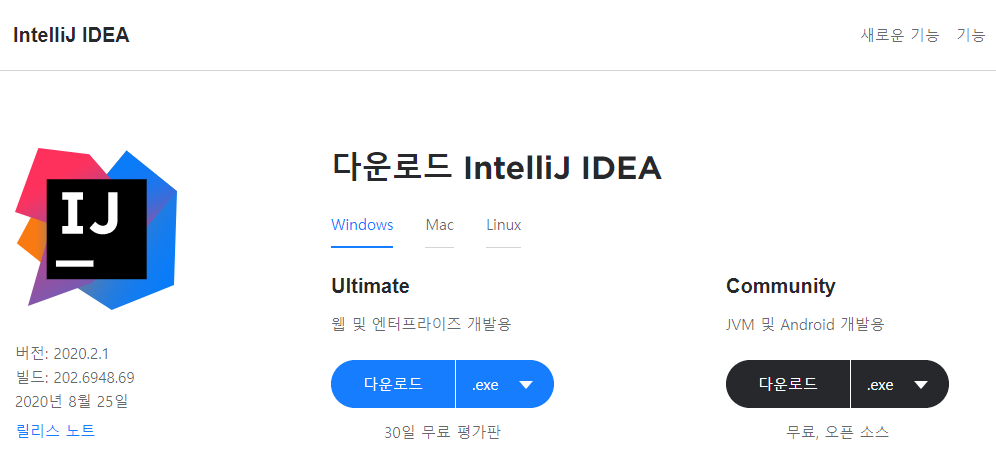 IntelliJ IDEA
새로운 기능 기능
IJ
다운로드 IntelliJ IDEA
Windows Mac Linux
Ultimate
웹 및 엔터프라이즈 개발용
다운로드 .exe
30일 무료 평가판
Community
JVM 및 Android 개발용
다운로드 .exe
무료, 오픈 소스
버전: 2020.2.1
빌드: 202.6948.69
2020년 8월 25일
릴리스 노트